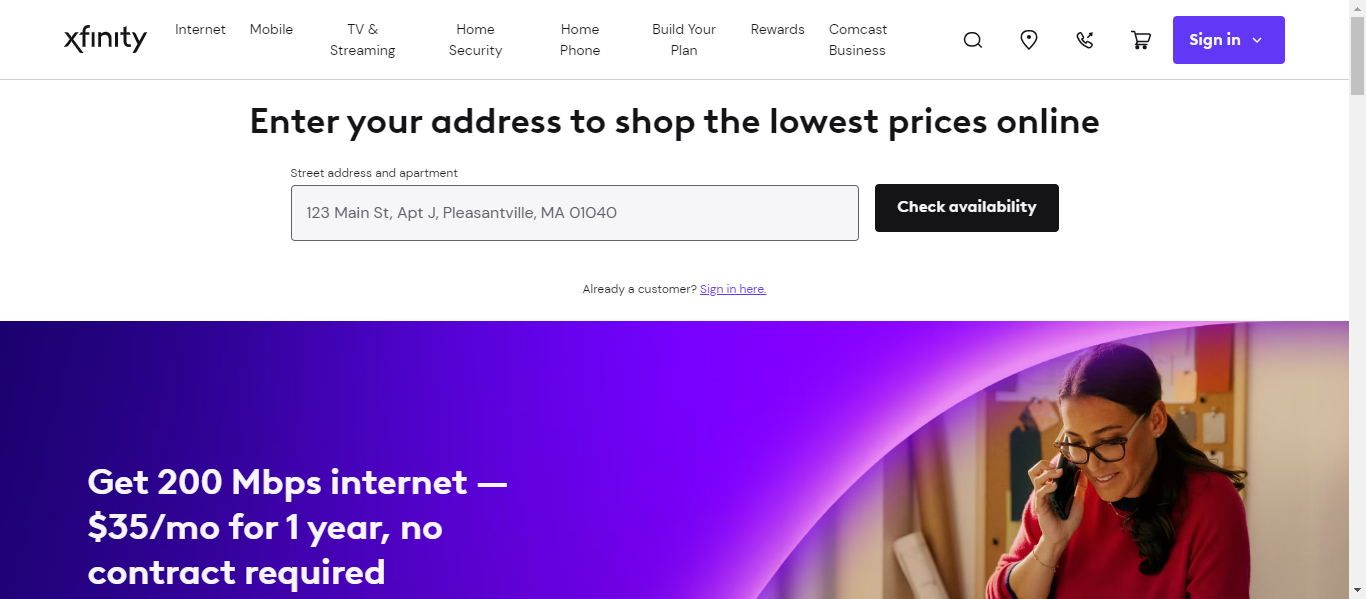 xfinity
Internet
Mobile
TV &
Streaming
Home
Security
Home
Phone
Build Your
Plan
Rewards
Comcast
Business
Sign in
Enter your address to shop the lowest prices online
Street address and apartment
123 Main St, Apt J, Pleasantville, MA 01040
Check availability
Already a customer? Sign in here.
Get 200 Mbps internet —
$35/mo for 1 year, no
contract required